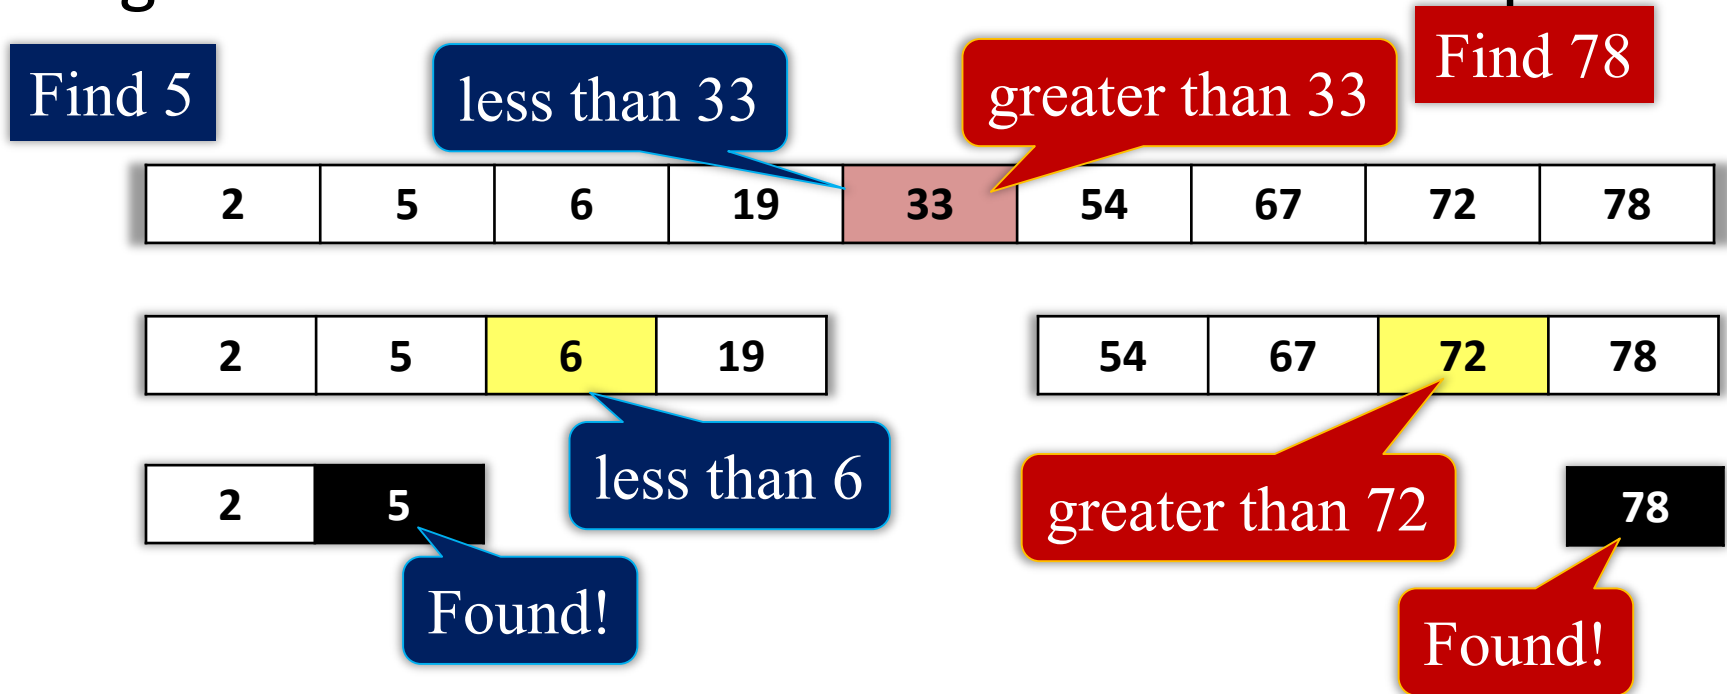 Find 5
less than 33
greater than 33
Find 78
2 5 6 19 33 54 67 72 78
2 5 6 19
54 67 72 78
less than 6
greater than 72
2 5
78
Found!
Found!